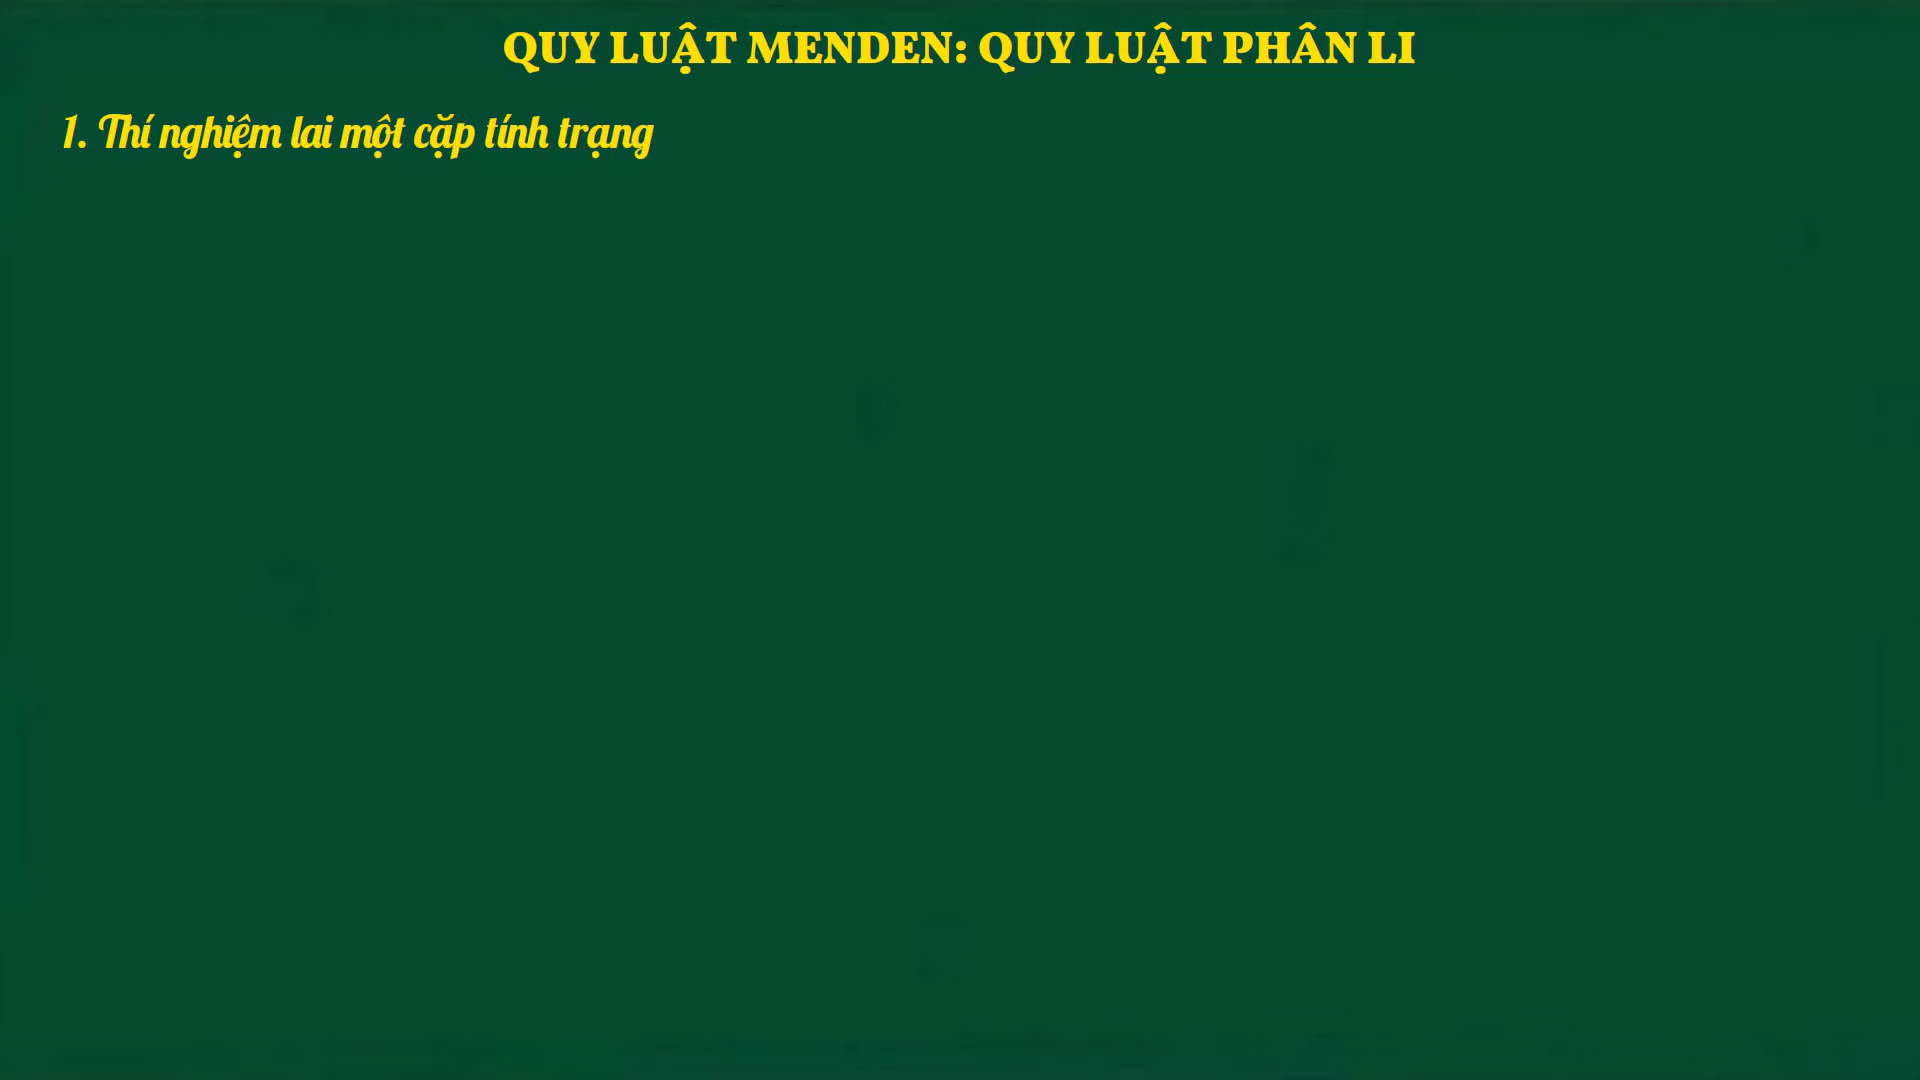 QUY LUẬT MENDEN: QUY LUẬT PHÂN LI
1. Thí nghiệm lai một cặp tính trạng